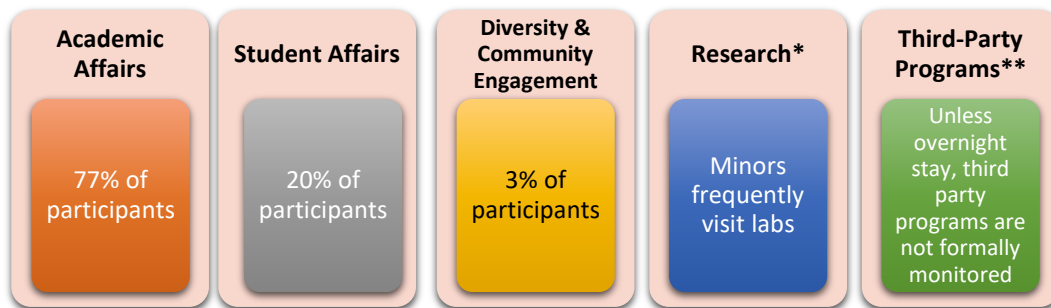 Academic
Affairs
77% of
participants
Student Affairs
20% of
participants
Diversity &
Community
Engagement
3% of
participants
Research*
Minors
frequently
visit labs
Third-Party
Programs**
Unless
overnight
stay, third
party
programs are
not formally
monitored